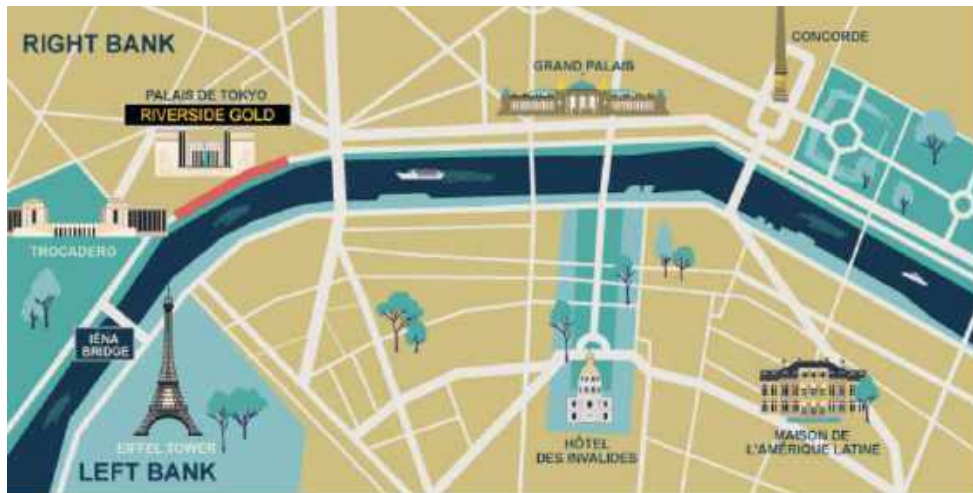 RIGHT BANK
CONCORDE
GRAND PALAIS
PALAIS DE TOKYO
RIVERSIDE GOLD
TROCADERO
IÉNA
BRIDGE
EIFFEL TOWER
LEFT BANK
HÔTEL
DES INVALIDES
MAISON DE
L'AMÉRIQUE LATINE